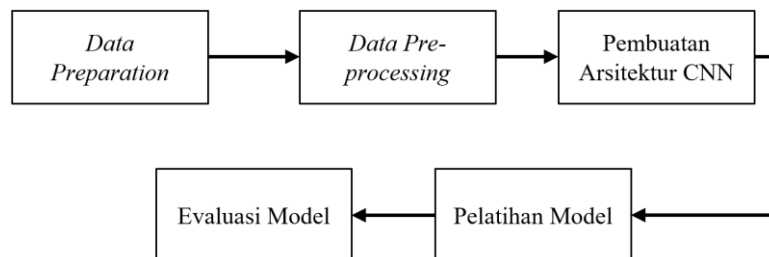 Data
Preparation
Data Pre-
processing
Pembuatan
Arsitektur CNN
Evaluasi Model
Pelatihan Model